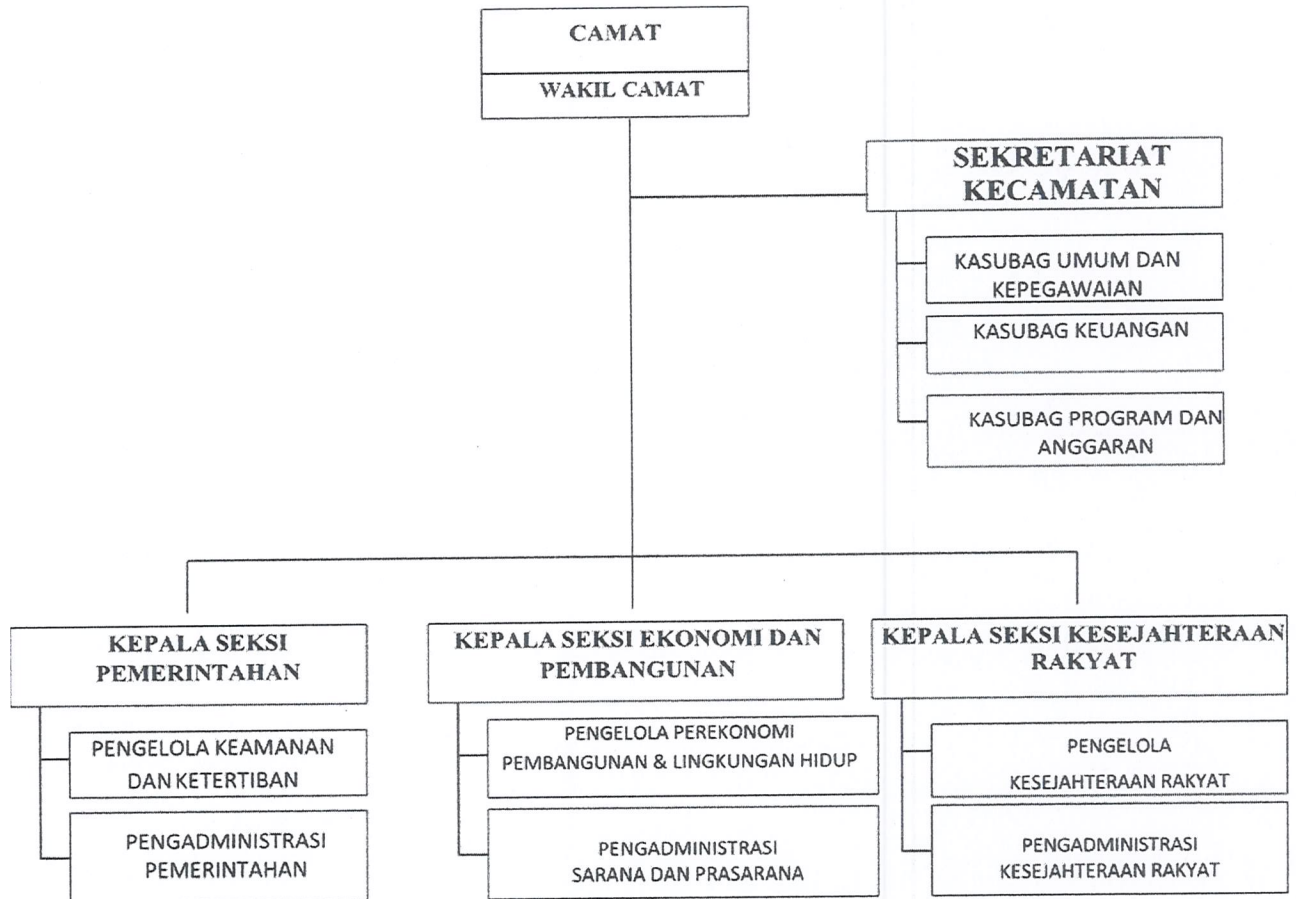 CAMAT
WAKIL CAMAT
SEKRETARIAT
KECAMATAN
KASUBAG UMUM DAN
KEPEGAWAIAN
KASUBAG KEUANGAN
KASUBAG PROGRAM DAN
ANGGARAN
KEPALA SEKSI
PEMERINTAHAN
PENGELOLA KEAMANAN
DAN KETERTIBAN
PENGADMINISTRASI
PEMERINTAHAN
KEPALA SEKSI EKONOMI DAN
PEMBANGUNAN
PENGELOLA PEREKONOMI
PEMBANGUNAN & LINGKUNGAN HIDUP
PENGADMINISTRASI
SARANA DAN PRASARANA
KEPALA SEKSI KESEJAHTERAAN
RAKYAT
PENGELOLA
KESEJAHTERAAN RAKYAT
PENGADMINISTRASI
KESEJAHTERAAN RAKYAT